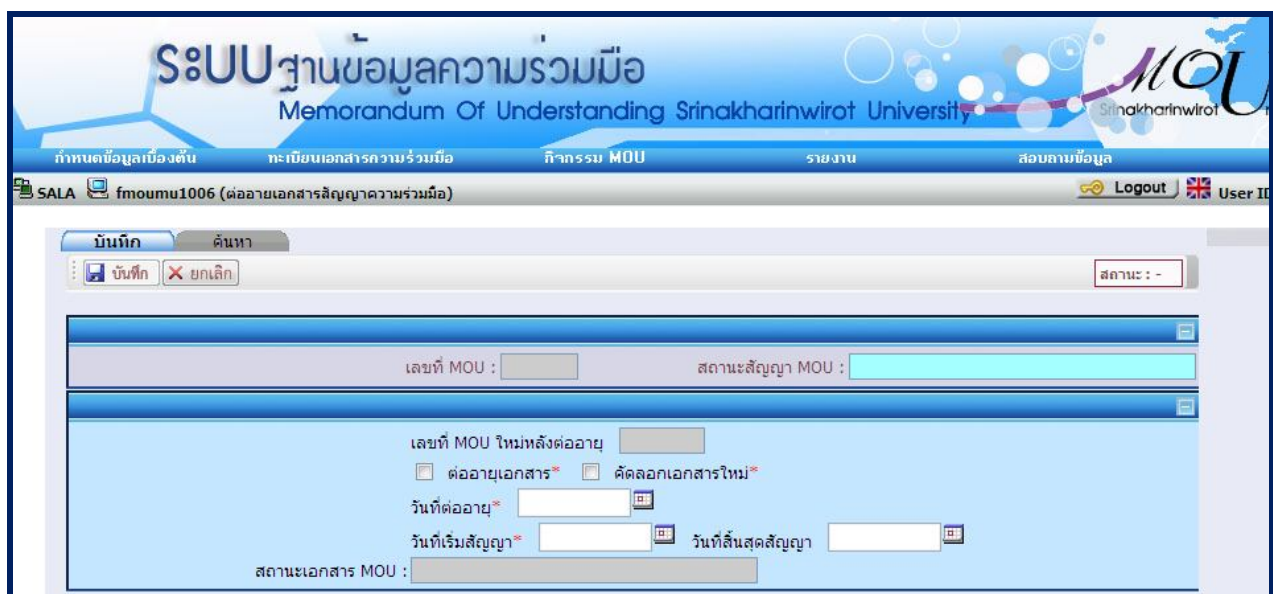 ระบบฐานข้อมูลความร่วมมือ
Memorandum Of Understanding Srinakharinwirot University
MOU
Srinakharinwirot
กำหนดข้อมูลเบื้องต้น ทะเบียนเอกสารความร่วมมือ กิจกรรม MOU รายงาน สอบถามข้อมูล
SALA fmoumu1006 (ต่ออายุเอกสารสัญญาความร่วมมือ) Logout User ID
บันทึก ค้นหา
บันทึก ยกเลิก สถานะ : -
เลขที่ MOU : สถานะสัญญา MOU :
เลขที่ MOU ใหม่หลังต่ออายุ
ต่ออายุเอกสาร* คัดลอกเอกสารใหม่*
วันที่ต่ออายุ*
วันที่เริ่มสัญญา* วันที่สิ้นสุดสัญญา
สถานะเอกสาร MOU :